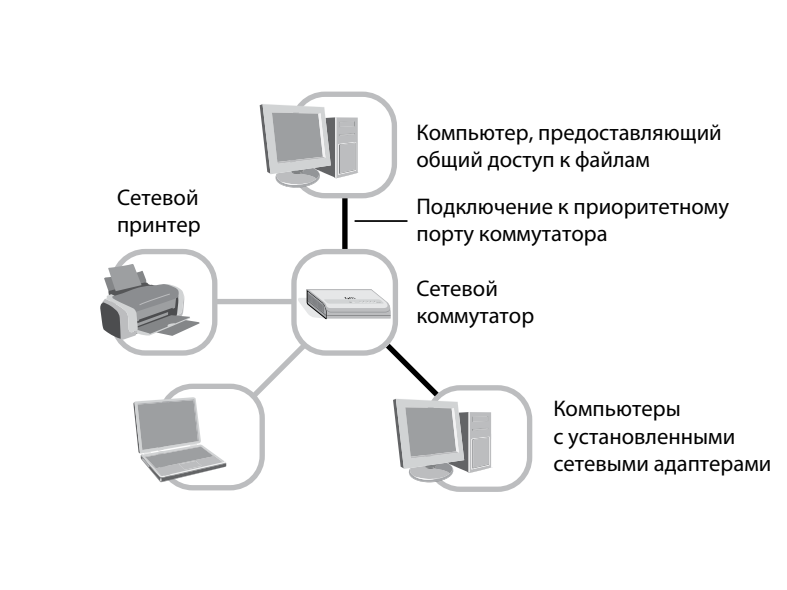 Компьютер, предоставляющий
общий доступ к файлам
Сетевой
принтер
Подключение к приоритетному
порту коммутатора
Сетевой
коммутатор
Компьютеры
с установленными
сетевыми адаптерами